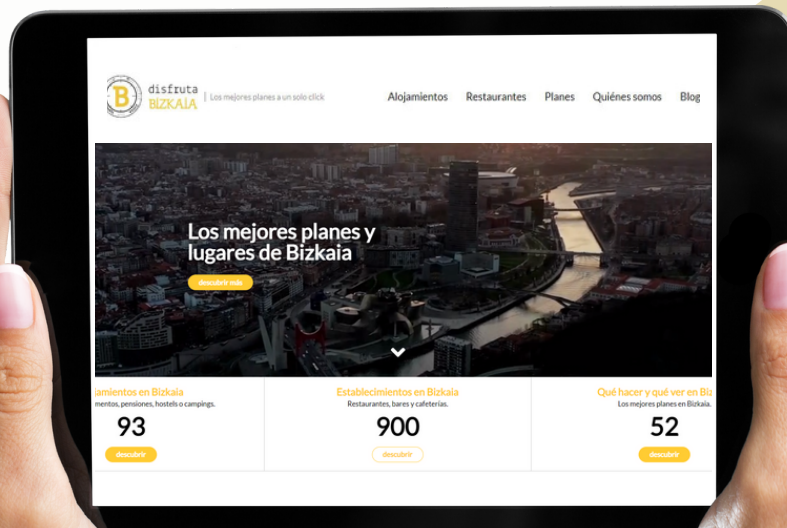 B
disfruta
BIZKAIA
Los mejores planes a un solo click
Alojamientos Restaurantes Planes Quiénes somos Blog
Los mejores planes y
lugares de Bizkaia
descubrir más
amientos en Bizkaia
mentos, pensiones, hostels o campings.
93
descubrir
Establecimientos en Bizkaia
Restaurantes, bares y cafeterías.
900
descubrir
Qué hacer y qué ver en Biz
Los mejores planes en Bizkaia.
52
descubrir